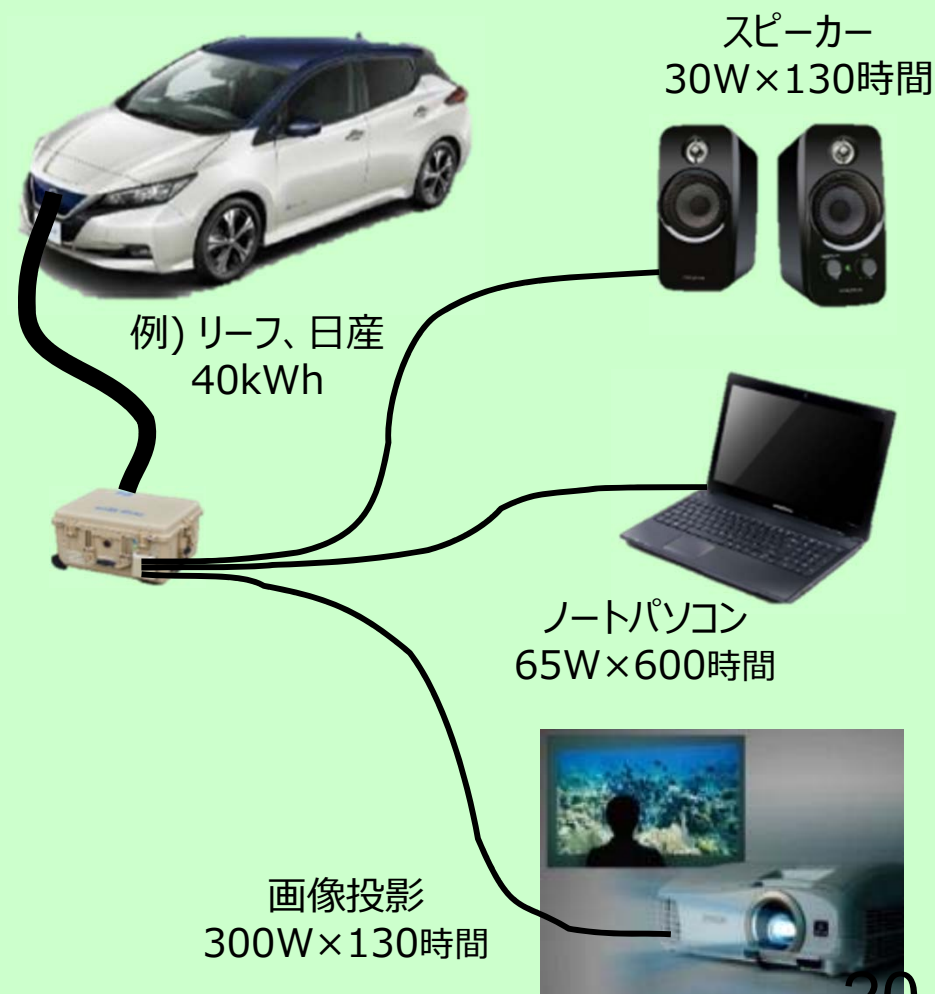 スピーカー
30W×130時間
例) リーフ、日産
40kWh
ノートパソコン
65W×600時間
画像投影
300W×130時間